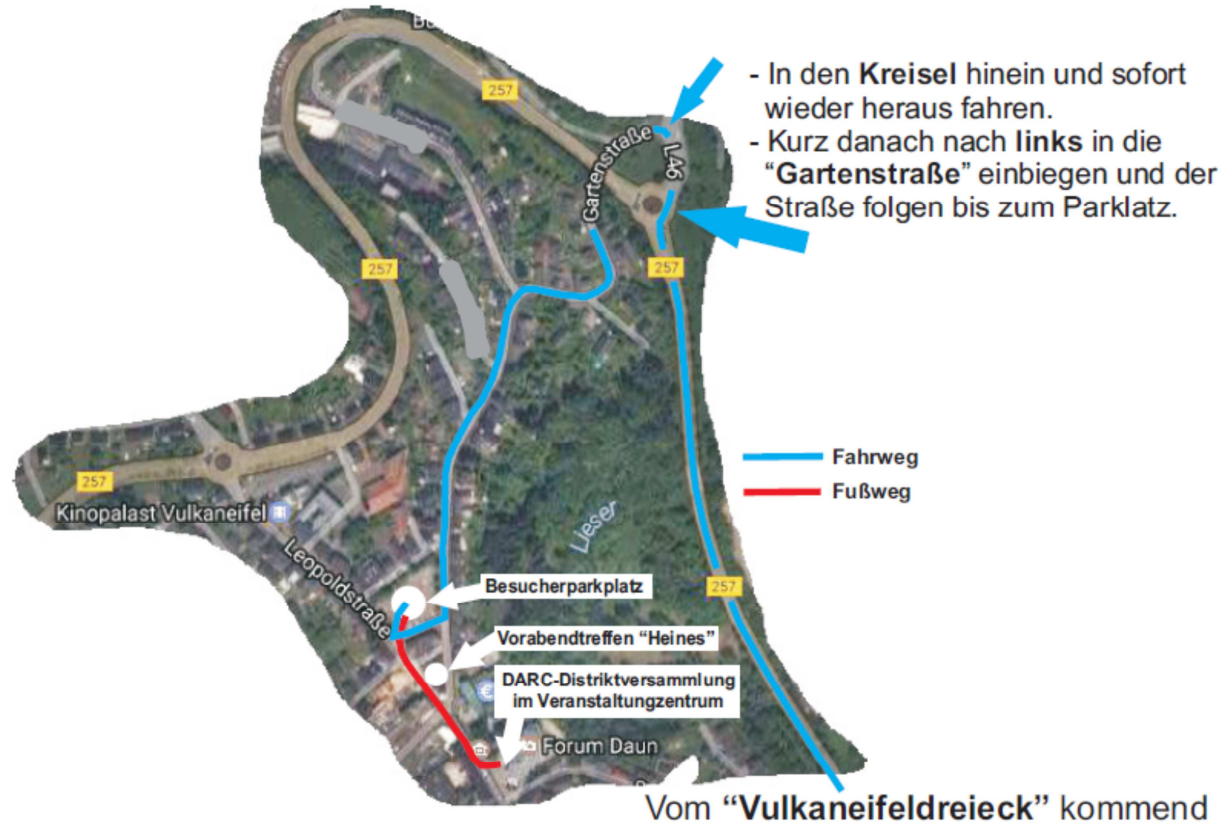 - In den Kreisel hinein und sofort
wieder heraus fahren.
- Kurz danach nach links in die
“Gartenstraße” einbiegen und der
Straße folgen bis zum Parklatz.
257
Gartenstraße
L46
257
257
Fahrweg
Fußweg
257
Kinopalast Vulkaneifel
Lieser
Leopoldstraße
257
Besucherparkplatz
Vorabendtreffen “Heines”
DARC-Distriktversammlung
im Veranstaltungzentrum
Forum Daun
Vom “Vulkaneifeldreieck” kommend